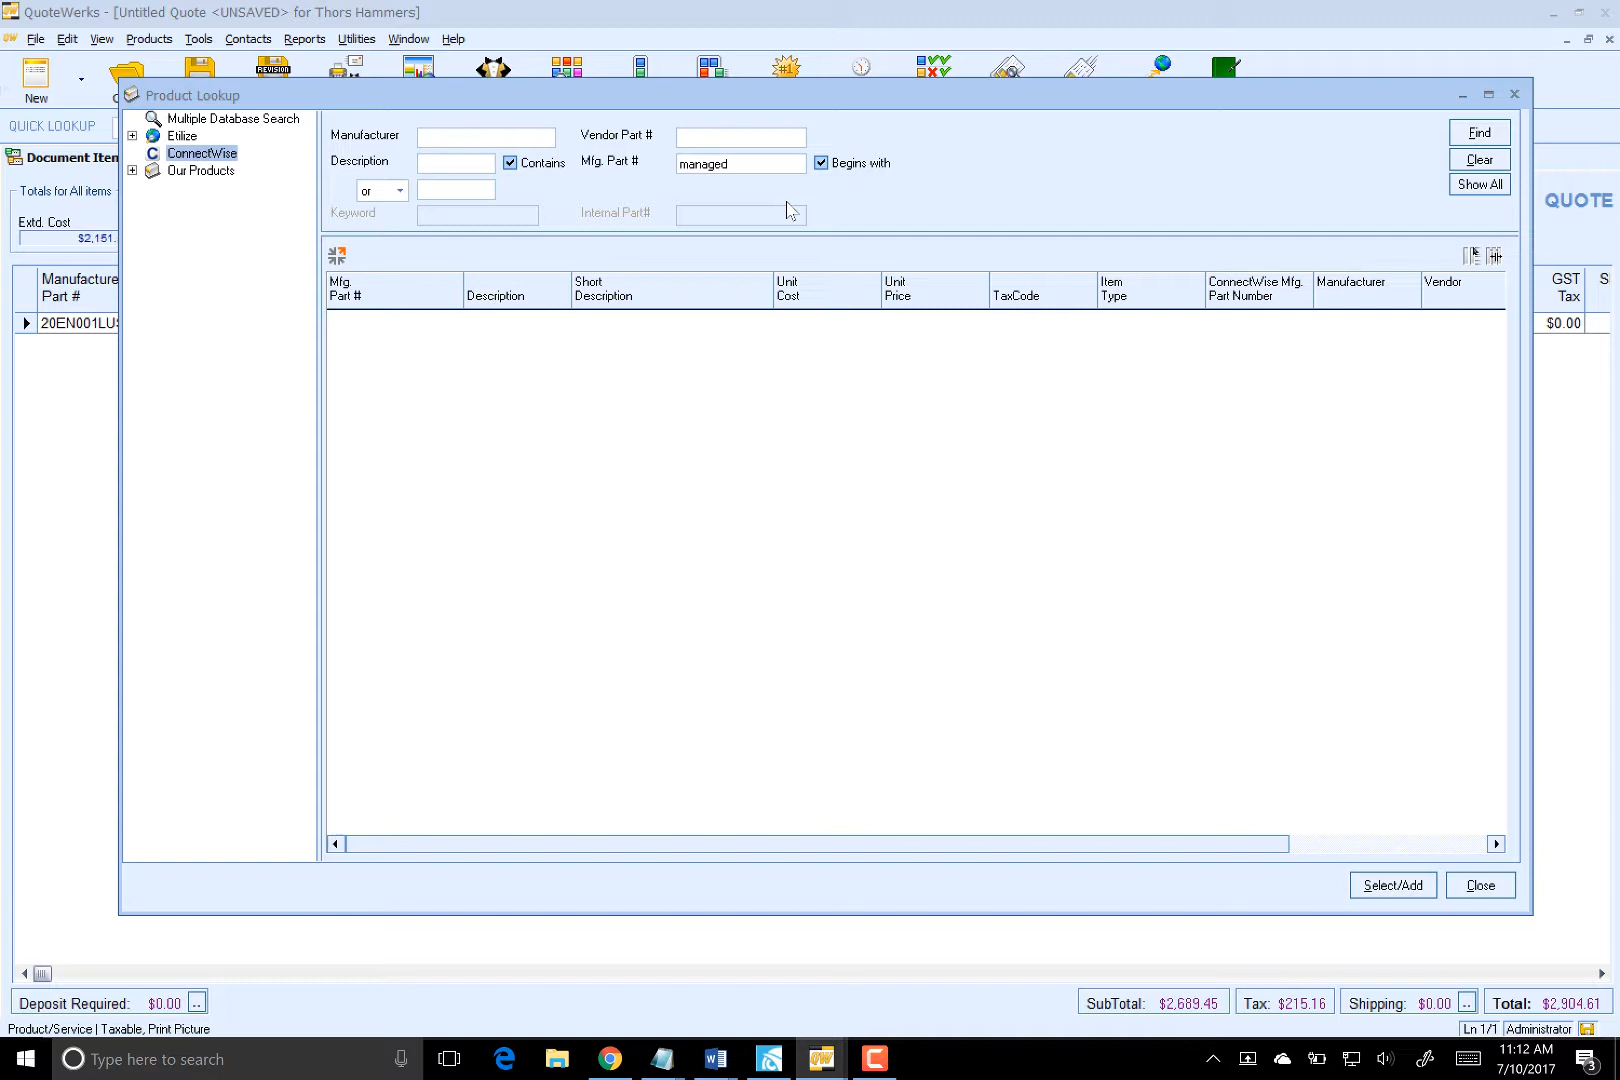 QuoteWerks - [Untitled Quote <UNSAVED> for Thors Hammers]
File Edit View Products Tools Contacts Reports Utilities Window Help
REVISION #1
New
Product Lookup
QUICK LOOKUP
Multiple Database Search
Etilize
C ConnectWise
Our Products
Manufacturer Vendor Part #
Description Contains Mfg. Part # managed Begins with
or
Keyword Internal Part#
Find
Clear
Show All
QUOTE
Document Item
Totals for All items
Extd. Cost
$2,151.
Manufacture
Part #
20EN001LUS
Mfg.
Part #
Description
Short
Description
Unit
Cost
Unit
Price
TaxCode
Item
Type
ConnectWise Mfg.
Part Number
Manufacturer
Vendor
GST
Tax
S
$0.00
Select/Add Close
Deposit Required: $0.00 .. SubTotal: $2,689.45 Tax: $215.16 Shipping: $0.00 .. Total: $2,904.61
Product/Service | Taxable, Print Picture Ln 1/1 Administrator
Type here to search
11:12 AM
7/10/2017
3